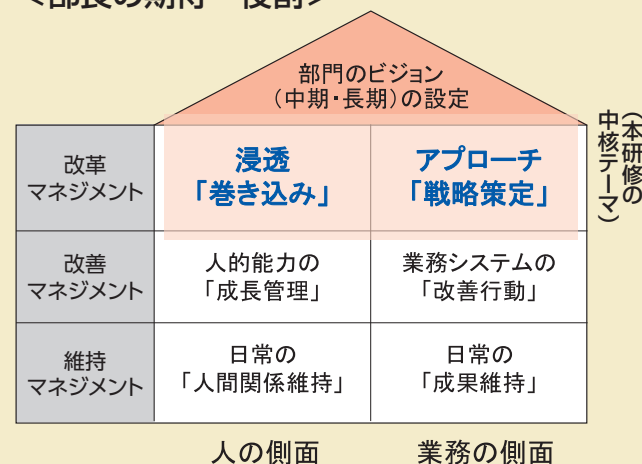 部門のビジョン
（中期・長期）の設定
改革
マネジメント
浸透
「巻き込み」
アプローチ
「戦略策定」
（本研修の
中核テーマ）
改善
マネジメント
人的能力の
「成長管理」
業務システムの
「改善行動」
維持
マネジメント
日常の
「人間関係維持」
日常の
「成果維持」
人の側面
業務の側面